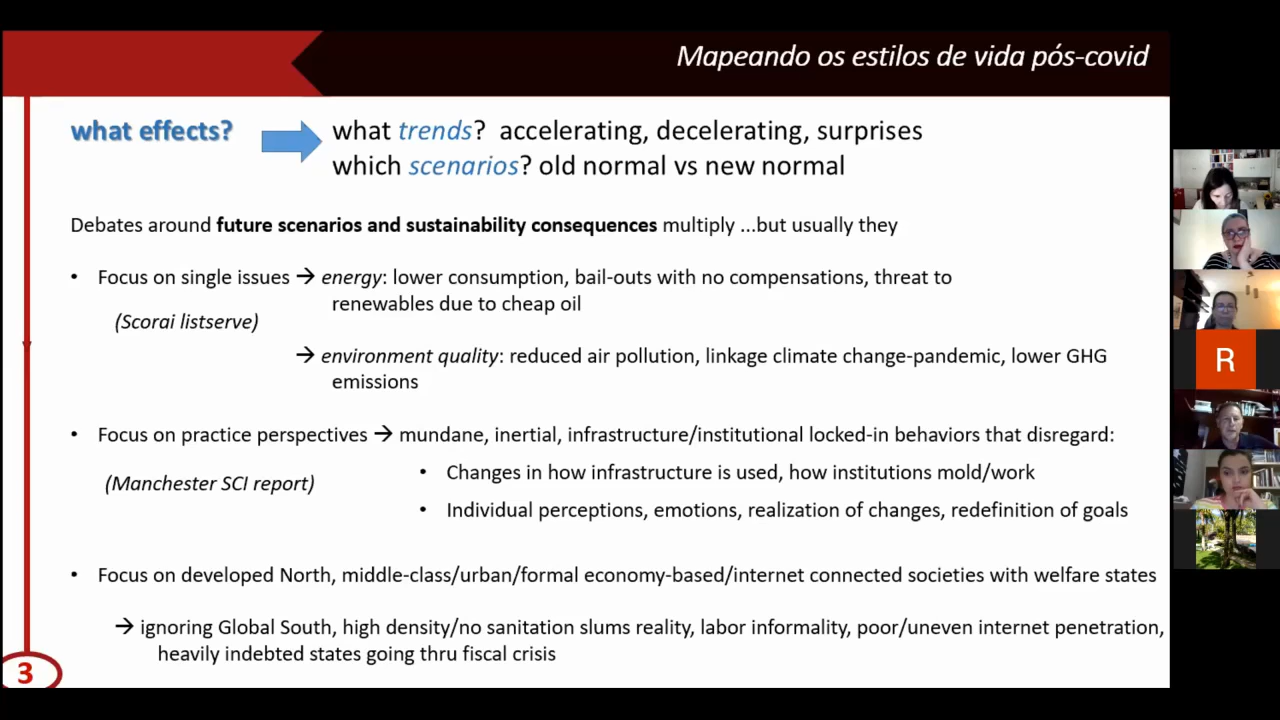 Mapeando os estilos de vida pós-covid
what effects?
what trends? accelerating, decelerating, surprises
which scenarios? old normal vs new normal
Debates around future scenarios and sustainability consequences multiply ...but usually they
• Focus on single issues → energy: lower consumption, bail-outs with no compensations, threat to
renewables due to cheap oil
(Scorai listserve)
→ environment quality: reduced air pollution, linkage climate change-pandemic, lower GHG
emissions
• Focus on practice perspectives → mundane, inertial, infrastructure/institutional locked-in behaviors that disregard:
(Manchester SCI report)
• Changes in how infrastructure is used, how institutions mold/work
• Individual perceptions, emotions, realization of changes, redefinition of goals
• Focus on developed North, middle-class/urban/formal economy-based/internet connected societies with welfare states
→ ignoring Global South, high density/no sanitation slums reality, labor informality, poor/uneven internet penetration,
heavily indebted states going thru fiscal crisis
3
R